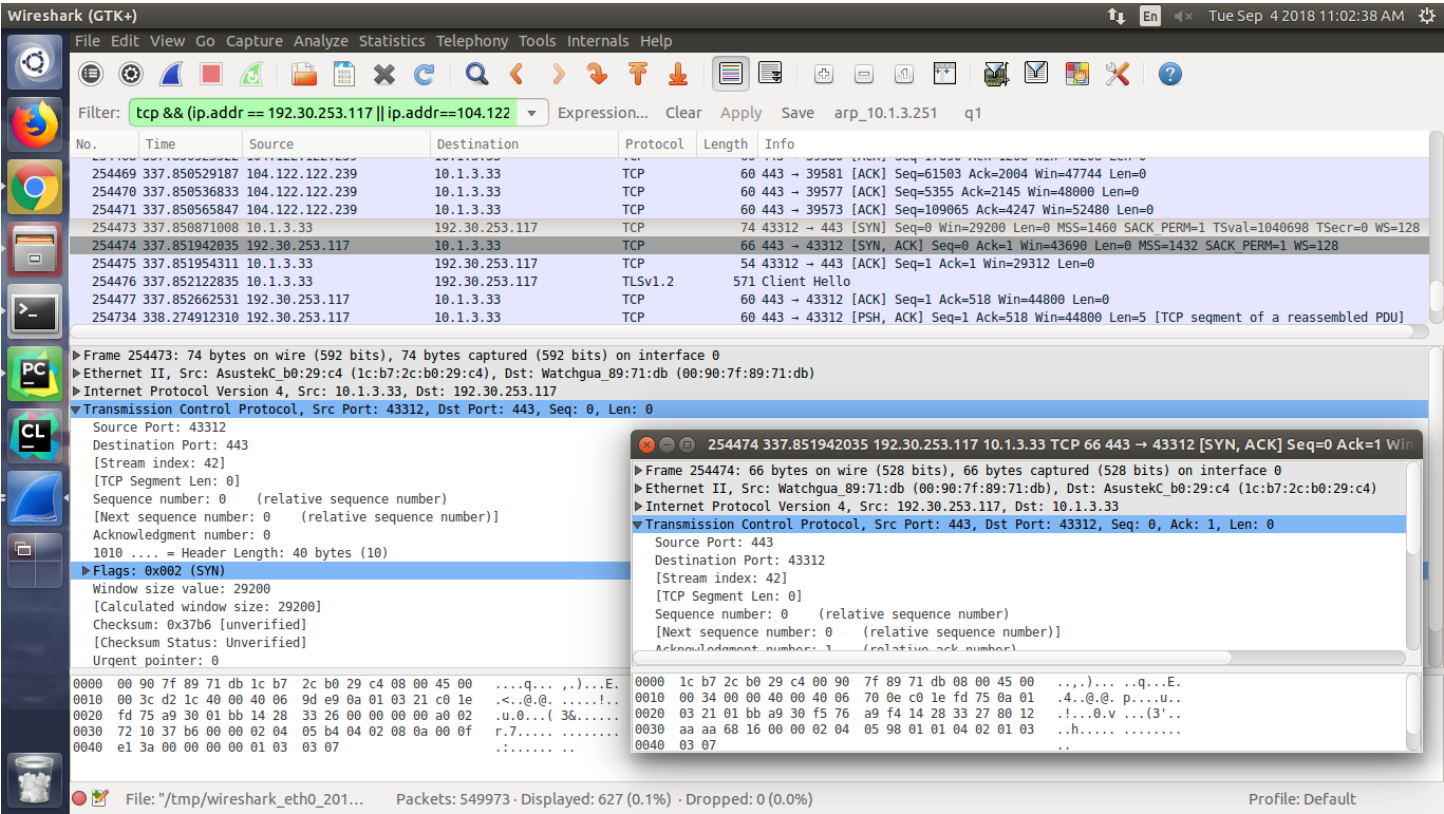 Wireshark (GTK+)
En Tue Sep 4 2018 11:02:38 AM
File Edit View Go Capture Analyze Statistics Telephony Tools Internals Help
Filter: tcp && (ip.addr == 192.30.253.117 || ip.addr==104.122 Expression... Clear Apply Save arp_10.1.3.251 q1
No. Time Source Destination Protocol Length Info
254469 337.850529187 104.122.122.239 10.1.3.33 TCP 60 443 → 39581 [ACK] Seq=61503 Ack=2004 Win=47744 Len=0
254470 337.850536833 104.122.122.239 10.1.3.33 TCP 60 443 → 39577 [ACK] Seq=5355 Ack=2145 Win=48000 Len=0
254471 337.850565847 104.122.122.239 10.1.3.33 TCP 60 443 → 39573 [ACK] Seq=109065 Ack=4247 Win=52480 Len=0
254473 337.850871008 10.1.3.33 192.30.253.117 TCP 74 43312 → 443 [SYN] Seq=0 Win=29200 Len=0 MSS=1460 SACK_PERM=1 TSval=1040698 TSecr=0 WS=128
254474 337.851942035 192.30.253.117 10.1.3.33 TCP 66 443 → 43312 [SYN, ACK] Seq=0 Ack=1 Win=43690 Len=0 MSS=1432 SACK_PERM=1 WS=128
254475 337.851954311 10.1.3.33 192.30.253.117 TCP 54 43312 → 443 [ACK] Seq=1 Ack=1 Win=29312 Len=0
254476 337.852122835 10.1.3.33 192.30.253.117 TLSv1.2 571 Client Hello
254477 337.852662531 192.30.253.117 10.1.3.33 TCP 60 443 → 43312 [ACK] Seq=1 Ack=518 Win=44800 Len=0
254734 338.274912310 192.30.253.117 10.1.3.33 TCP 60 443 → 43312 [PSH, ACK] Seq=1 Ack=518 Win=44800 Len=5 [TCP segment of a reassembled PDU]
Frame 254473: 74 bytes on wire (592 bits), 74 bytes captured (592 bits) on interface 0
Ethernet II, Src: AsustekC_b0:29:c4 (1c:b7:2c:b0:29:c4), Dst: Watchgua_89:71:db (00:90:7f:89:71:db)
Internet Protocol Version 4, Src: 10.1.3.33, Dst: 192.30.253.117
Transmission Control Protocol, Src Port: 43312, Dst Port: 443, Seq: 0, Len: 0
Source Port: 43312
Destination Port: 443
[Stream index: 42]
[TCP Segment Len: 0]
Sequence number: 0 (relative sequence number)
[Next sequence number: 0 (relative sequence number)]
Acknowledgment number: 0
1010 .... = Header Length: 40 bytes (10)
Flags: 0x002 (SYN)
Window size value: 29200
[Calculated window size: 29200]
Checksum: 0x37b6 [unverified]
[Checksum Status: Unverified]
Urgent pointer: 0
0000 00 90 7f 89 71 db 1c b7 2c b0 29 c4 08 00 45 00 ....q... ,.)...E.
0010 00 3c d2 1c 40 00 40 06 9d e9 0a 01 03 21 c0 1e .<..@.@. .....!..
0020 fd 75 a9 30 01 bb 14 28 33 26 00 00 00 00 a0 02 .u.0...( 3&......
0030 72 10 37 b6 00 00 02 04 05 b4 04 02 08 0a 00 0f r.7..... ........
0040 e1 3a 00 00 00 00 01 03 03 07 .:...... ..
254474 337.851942035 192.30.253.117 10.1.3.33 TCP 66 443 → 43312 [SYN, ACK] Seq=0 Ack=1 Win
Frame 254474: 66 bytes on wire (528 bits), 66 bytes captured (528 bits) on interface 0
Ethernet II, Src: Watchgua_89:71:db (00:90:7f:89:71:db), Dst: AsustekC_b0:29:c4 (1c:b7:2c:b0:29:c4)
Internet Protocol Version 4, Src: 192.30.253.117, Dst: 10.1.3.33
Transmission Control Protocol, Src Port: 443, Dst Port: 43312, Seq: 0, Ack: 1, Len: 0
Source Port: 443
Destination Port: 43312
[Stream index: 42]
[TCP Segment Len: 0]
Sequence number: 0 (relative sequence number)
[Next sequence number: 0 (relative sequence number)]
Acknowledgment number: 1 (relative ack number)
0000 1c b7 2c b0 29 c4 00 90 7f 89 71 db 08 00 45 00 ..,.)... ..q...E.
0010 00 34 00 00 40 00 40 06 70 0e c0 1e fd 75 0a 01 .4..@.@. p....u..
0020 03 21 01 bb a9 30 f5 76 a9 f4 14 28 33 27 80 12 .!...0.v ...(3'..
0030 aa aa 68 16 00 00 02 04 05 98 01 01 04 02 01 03 ..h..... ........
0040 03 07 ..
PC
CL
File: "/tmp/wireshark_eth0_201... Packets: 549973 · Displayed: 627 (0.1%) · Dropped: 0 (0.0%) Profile: Default